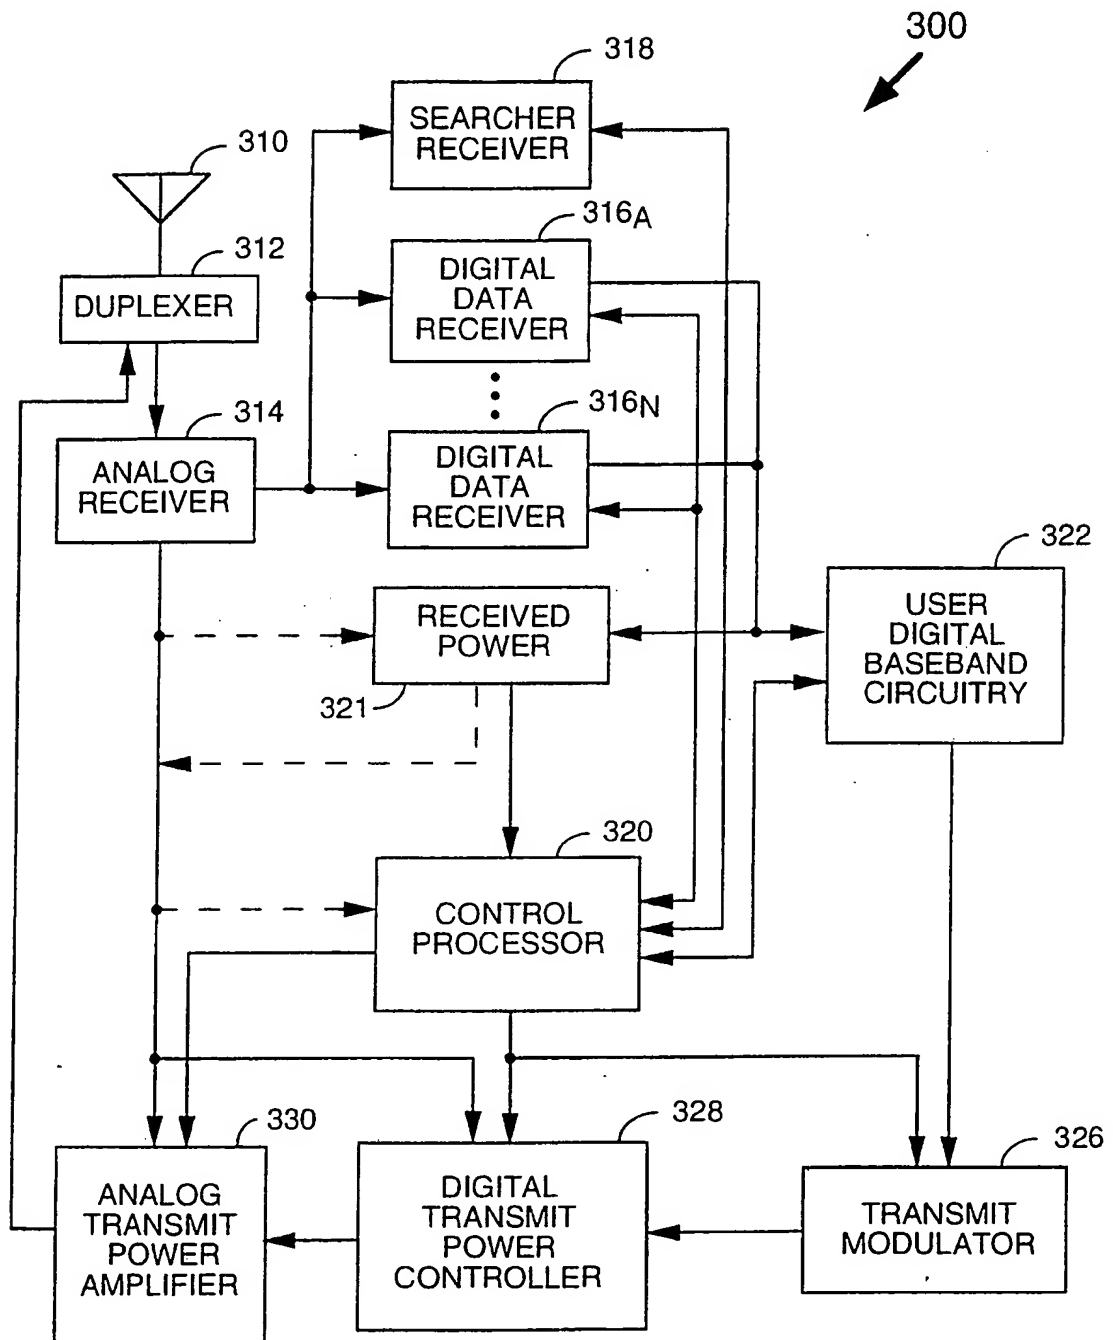 300
318
SEARCHER
RECEIVER
310
316A
312
DIGITAL
DATA
RECEIVER
DUPLEXER
314
316N
ANALOG
RECEIVER
DIGITAL
DATA
RECEIVER
322
RECEIVED
POWER
321
USER
DIGITAL
BASEBAND
CIRCUITRY
320
CONTROL
PROCESSOR
330
328
326
ANALOG
TRANSMIT
POWER
AMPLIFIER
DIGITAL
TRANSMIT
POWER
CONTROLLER
TRANSMIT
MODULATOR